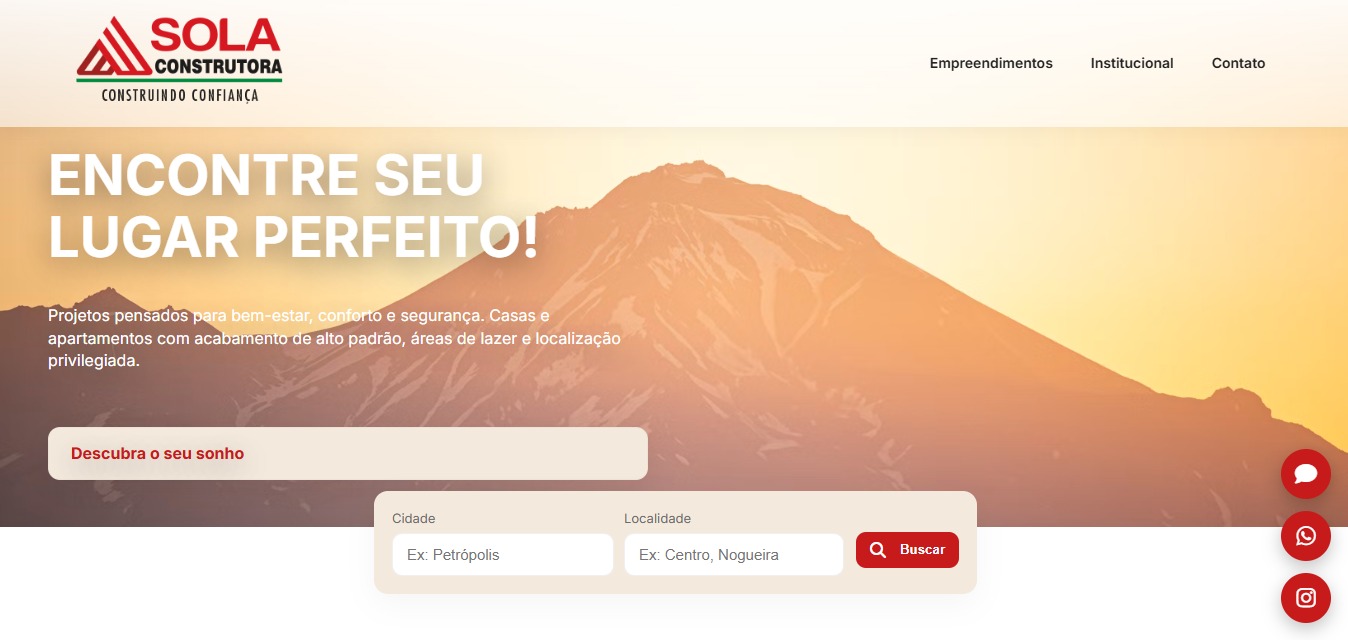 SOLA
CONSTRUTORA
CONSTRUINDO CONFIANÇA
Empreendimentos
Institucional
Contato
ENCONTRE SEU
LUGAR PERFEITO!
Projetos pensados para bem-estar, conforto e segurança. Casas e
apartamentos com acabamento de alto padrão, áreas de lazer e localização
privilegiada.
Descubra o seu sonho
Cidade
Localidade
Ex: Petrópolis
Ex: Centro, Nogueira
Buscar